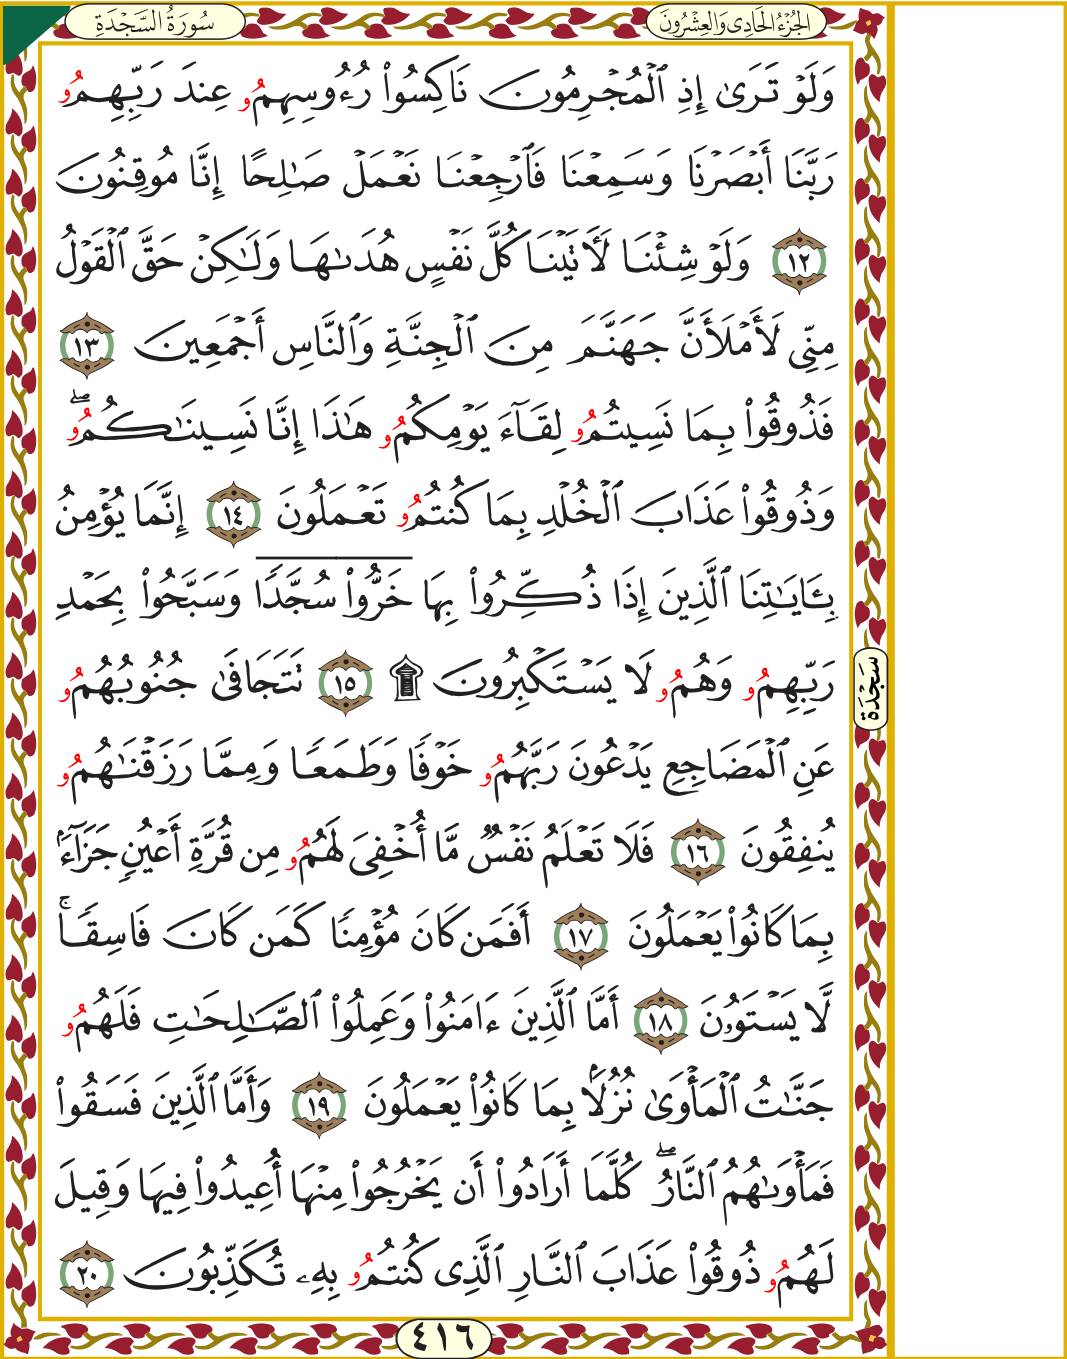 الجُزْءُ الحَادِى وَالعِشْرُونَ
سُورَةُ السَّجْدَةِ
وَلَوْ تَرَىٰ إِذِ ٱلْمُجْرِمُونَ نَاكِسُواْ رُءُوسِهِمُۥ عِندَ رَبِّهِمُۥ
رَبَّنَا أَبْصَرْنَا وَسَمِعْنَا فَٱرْجِعْنَا نَعْمَلْ صَٰلِحًا إِنَّا مُوقِنُونَ
١٢ وَلَوْ شِئْنَا لَأٓتَيْنَا كُلَّ نَفْسٍ هُدَىٰهَا وَلَٰكِنْ حَقَّ ٱلْقَوْلُ
مِنِّى لَأَمْلَأَنَّ جَهَنَّمَ مِنَ ٱلْجِنَّةِ وَٱلنَّاسِ أَجْمَعِينَ ١٣
فَذُوقُواْ بِمَا نَسِيتُمُۥ لِقَآءَ يَوْمِكُمُۥ هَٰذَا إِنَّا نَسِينَٰكُمُۥۖ
وَذُوقُواْ عَذَابَ ٱلْخُلْدِ بِمَا كُنتُمُۥ تَعْمَلُونَ ١٤ إِنَّمَا يُؤْمِنُ
بِـَٔايَٰتِنَا ٱلَّذِينَ إِذَا ذُكِّرُواْ بِهَا خَرُّواْ سُجَّدًا وَسَبَّحُواْ بِحَمْدِ
رَبِّهِمُۥ وَهُمُۥ لَا يَسْتَكْبِرُونَ ۩ ١٥ تَتَجَافَىٰ جُنُوبُهُمُۥ
سَجْدَة
عَنِ ٱلْمَضَاجِعِ يَدْعُونَ رَبَّهُمُۥ خَوْفًا وَطَمَعًا وَمِمَّا رَزَقْنَٰهُمُۥ
يُنفِقُونَ ١٦ فَلَا تَعْلَمُ نَفْسٌ مَّا أُخْفِىَ لَهُمُۥ مِن قُرَّةِ أَعْيُنٍ جَزَآءًۢ
بِمَا كَانُواْ يَعْمَلُونَ ١٧ أَفَمَن كَانَ مُؤْمِنًا كَمَن كَانَ فَاسِقًاۚ
لَّا يَسْتَوُۥنَ ١٨ أَمَّا ٱلَّذِينَ ءَامَنُواْ وَعَمِلُواْ ٱلصَّٰلِحَٰتِ فَلَهُمُۥ
جَنَّٰتُ ٱلْمَأْوَىٰ نُزُلًۢا بِمَا كَانُواْ يَعْمَلُونَ ١٩ وَأَمَّا ٱلَّذِينَ فَسَقُواْ
فَمَأْوَىٰهُمُ ٱلنَّارُۖ كُلَّمَا أَرَادُواْ أَن يَخْرُجُواْ مِنْهَا أُعِيدُواْ فِيهَا وَقِيلَ
لَهُمُۥ ذُوقُواْ عَذَابَ ٱلنَّارِ ٱلَّذِى كُنتُمُۥ بِهِۦ تُكَذِّبُونَ ٢٠
٤١٦